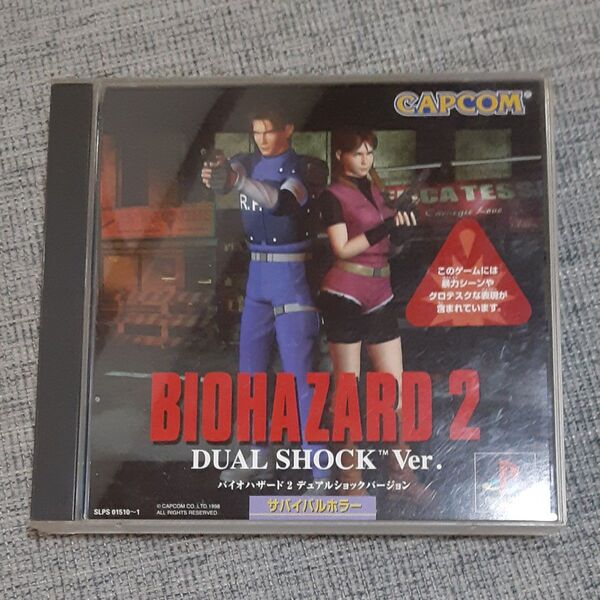 CAPCOM
R.P.
CATES
Carnegie Love
このゲームには
暴力シーンや
グロテスクな表現が
含まれています。
BIOHAZARD 2
DUAL SHOCK™ Ver.
バイオハザード2 デュアルショックバージョン
サバイバルホラー
SLPS 01510~1
© CAPCOM CO., LTD. 1998
ALL RIGHTS RESERVED.